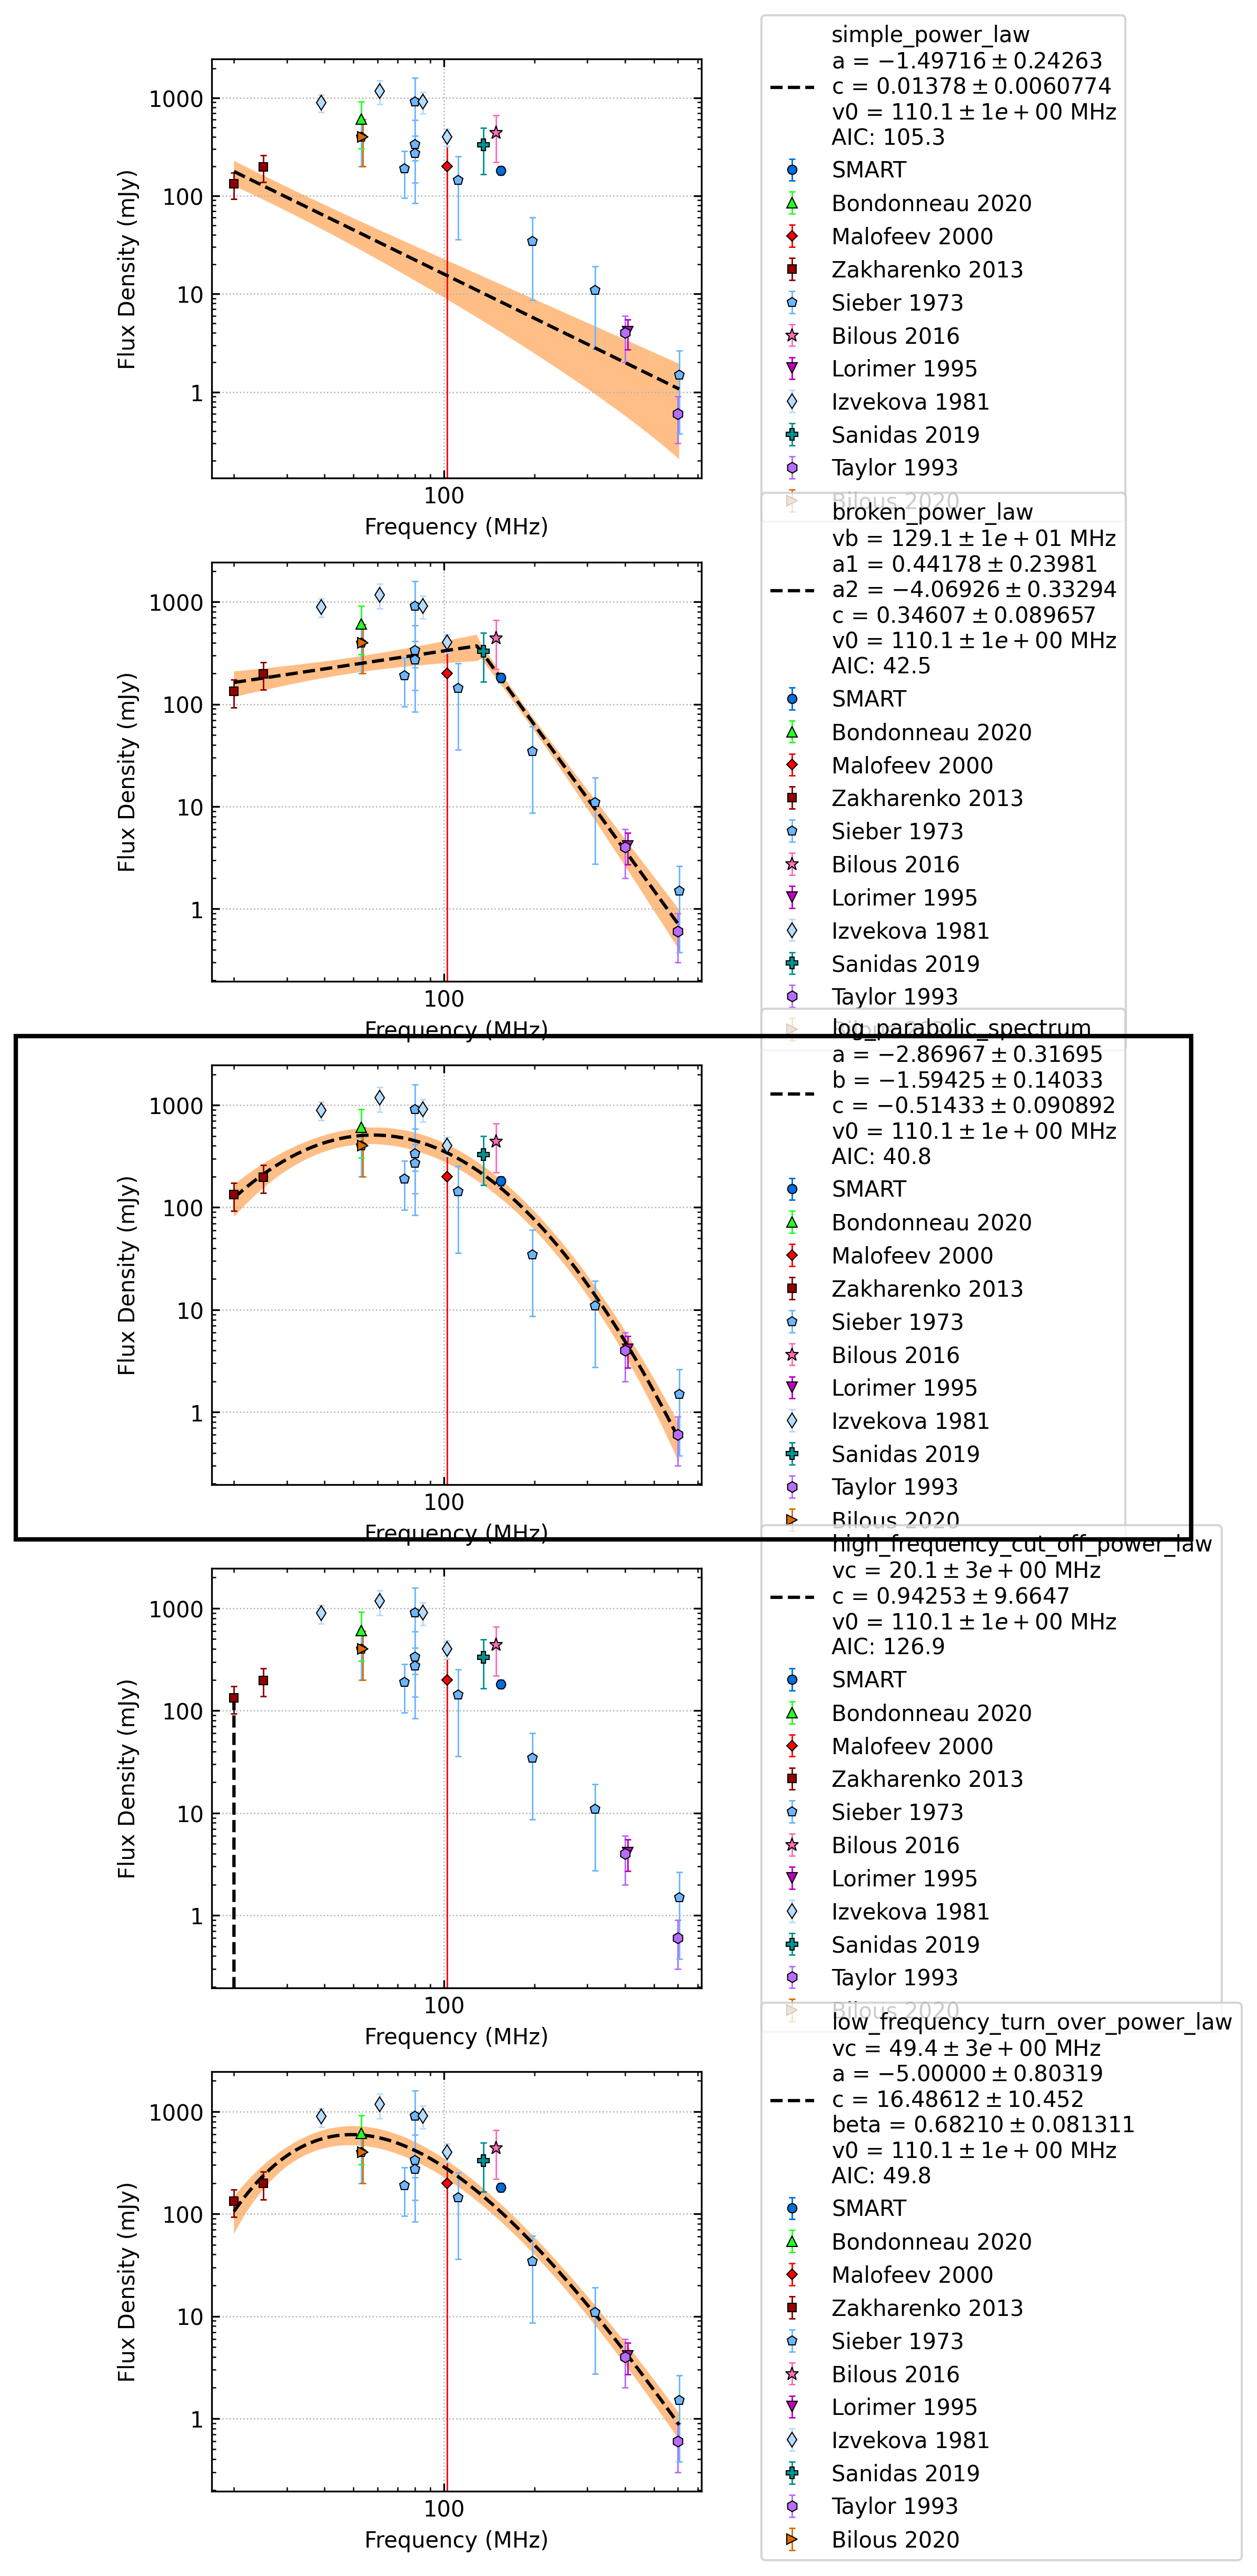 simple_power_law
a = −1.49716 ± 0.24263
c = 0.01378 ± 0.0060774
v0 = 110.1 ± 1e + 00 MHz
AIC: 105.3
SMART
Bondonneau 2020
Malofeev 2000
Zakharenko 2013
Sieber 1973
Bilous 2016
Lorimer 1995
Izvekova 1981
Sanidas 2019
Taylor 1993
Bilous 2020
1000
100
10
1
Flux Density (mJy)
100
Frequency (MHz)
broken_power_law
vb = 129.1 ± 1e + 01 MHz
a1 = 0.44178 ± 0.23981
a2 = −4.06926 ± 0.33294
c = 0.34607 ± 0.089657
v0 = 110.1 ± 1e + 00 MHz
AIC: 42.5
SMART
Bondonneau 2020
Malofeev 2000
Zakharenko 2013
Sieber 1973
Bilous 2016
Lorimer 1995
Izvekova 1981
Sanidas 2019
Taylor 1993
1000
100
10
1
Flux Density (mJy)
100
Frequency (MHz)
log_parabolic_spectrum
a = −2.86967 ± 0.31695
b = −1.59425 ± 0.14033
c = −0.51433 ± 0.090892
v0 = 110.1 ± 1e + 00 MHz
AIC: 40.8
SMART
Bondonneau 2020
Malofeev 2000
Zakharenko 2013
Sieber 1973
Bilous 2016
Lorimer 1995
Izvekova 1981
Sanidas 2019
Taylor 1993
Bilous 2020
1000
100
10
1
Flux Density (mJy)
100
Frequency (MHz)
high_frequency_cut_off_power_law
vc = 20.1 ± 3e + 00 MHz
c = 0.94253 ± 9.6647
v0 = 110.1 ± 1e + 00 MHz
AIC: 126.9
SMART
Bondonneau 2020
Malofeev 2000
Zakharenko 2013
Sieber 1973
Bilous 2016
Lorimer 1995
Izvekova 1981
Sanidas 2019
Taylor 1993
Bilous 2020
1000
100
10
1
Flux Density (mJy)
100
Frequency (MHz)
low_frequency_turn_over_power_law
vc = 49.4 ± 3e + 00 MHz
a = −5.00000 ± 0.80319
c = 16.48612 ± 10.452
beta = 0.68210 ± 0.081311
v0 = 110.1 ± 1e + 00 MHz
AIC: 49.8
SMART
Bondonneau 2020
Malofeev 2000
Zakharenko 2013
Sieber 1973
Bilous 2016
Lorimer 1995
Izvekova 1981
Sanidas 2019
Taylor 1993
Bilous 2020
1000
100
10
1
Flux Density (mJy)
100
Frequency (MHz)